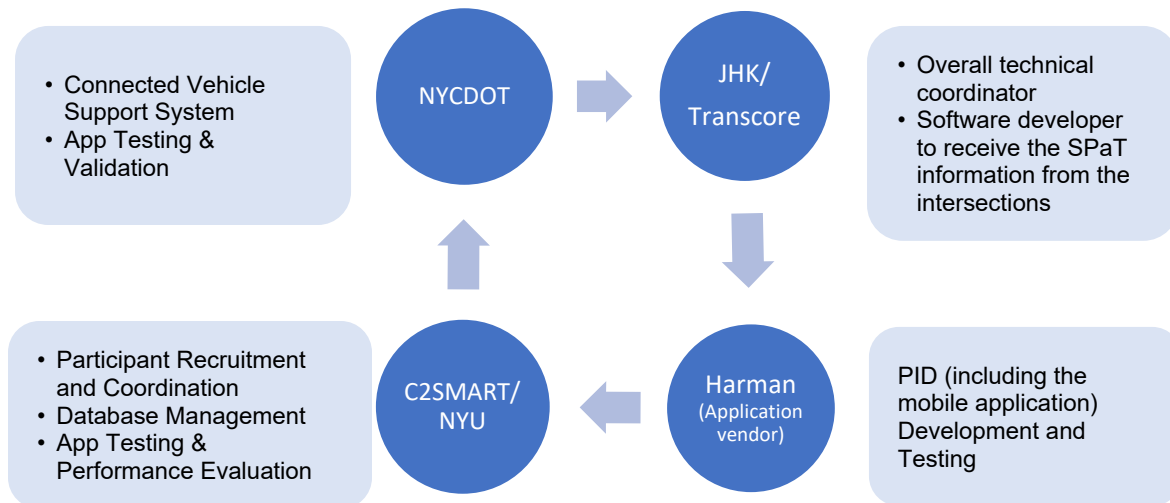 • Connected Vehicle
Support System
• App Testing &
Validation
NYCDOT
JHK/
Transcore
• Overall technical
coordinator
• Software developer
to receive the SPaT
information from the
intersections
• Participant Recruitment
and Coordination
• Database Management
• App Testing &
Performance Evaluation
C2SMART/
NYU
Harman
(Application
vendor)
PID (including the
mobile application)
Development and
Testing